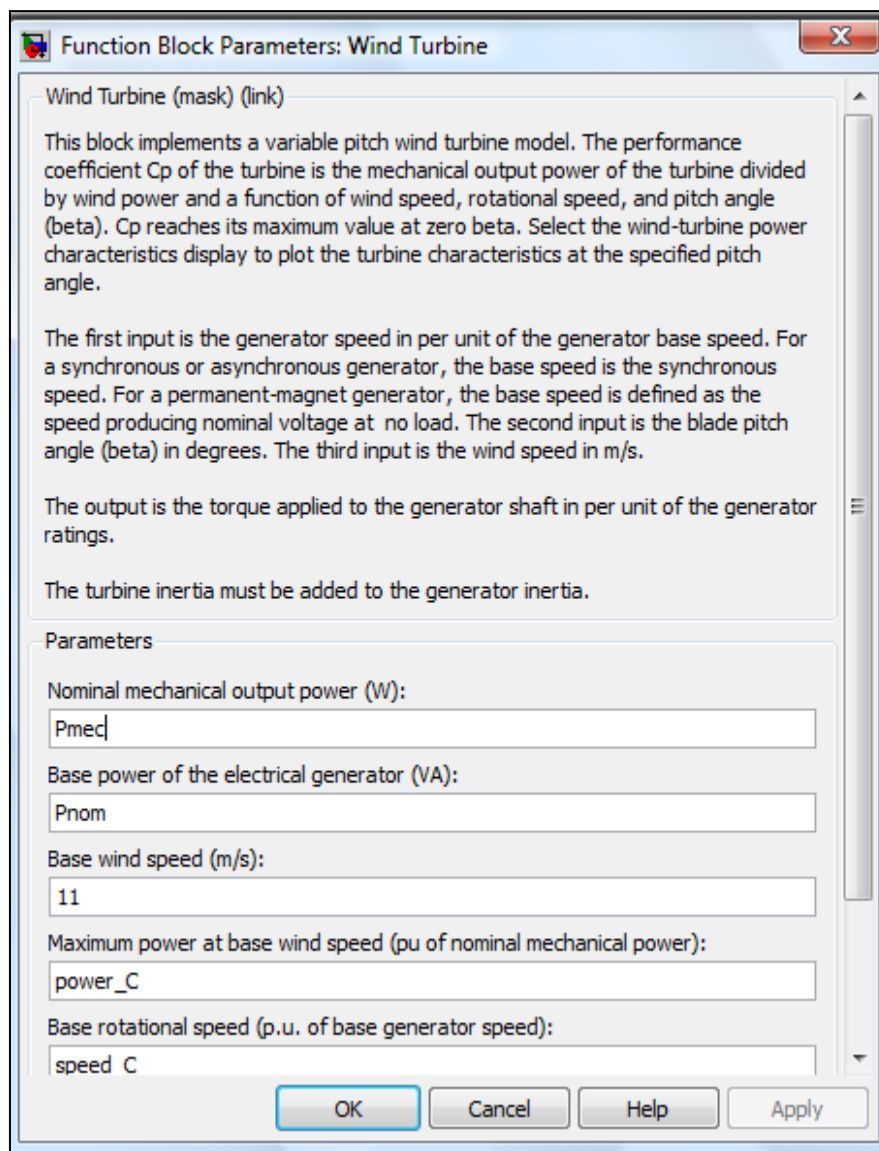 Function Block Parameters: Wind Turbine
Wind Turbine (mask) (link)
This block implements a variable pitch wind turbine model. The performance
coefficient Cp of the turbine is the mechanical output power of the turbine divided
by wind power and a function of wind speed, rotational speed, and pitch angle
(beta). Cp reaches its maximum value at zero beta. Select the wind-turbine power
characteristics display to plot the turbine characteristics at the specified pitch
angle.
The first input is the generator speed in per unit of the generator base speed. For
a synchronous or asynchronous generator, the base speed is the synchronous
speed. For a permanent-magnet generator, the base speed is defined as the
speed producing nominal voltage at no load. The second input is the blade pitch
angle (beta) in degrees. The third input is the wind speed in m/s.
The output is the torque applied to the generator shaft in per unit of the generator
ratings.
The turbine inertia must be added to the generator inertia.
Parameters
Nominal mechanical output power (W):
Pmec
Base power of the electrical generator (VA):
Pnom
Base wind speed (m/s):
11
Maximum power at base wind speed (pu of nominal mechanical power):
power_C
Base rotational speed (p.u. of base generator speed):
speed_C
OK Cancel Help Apply